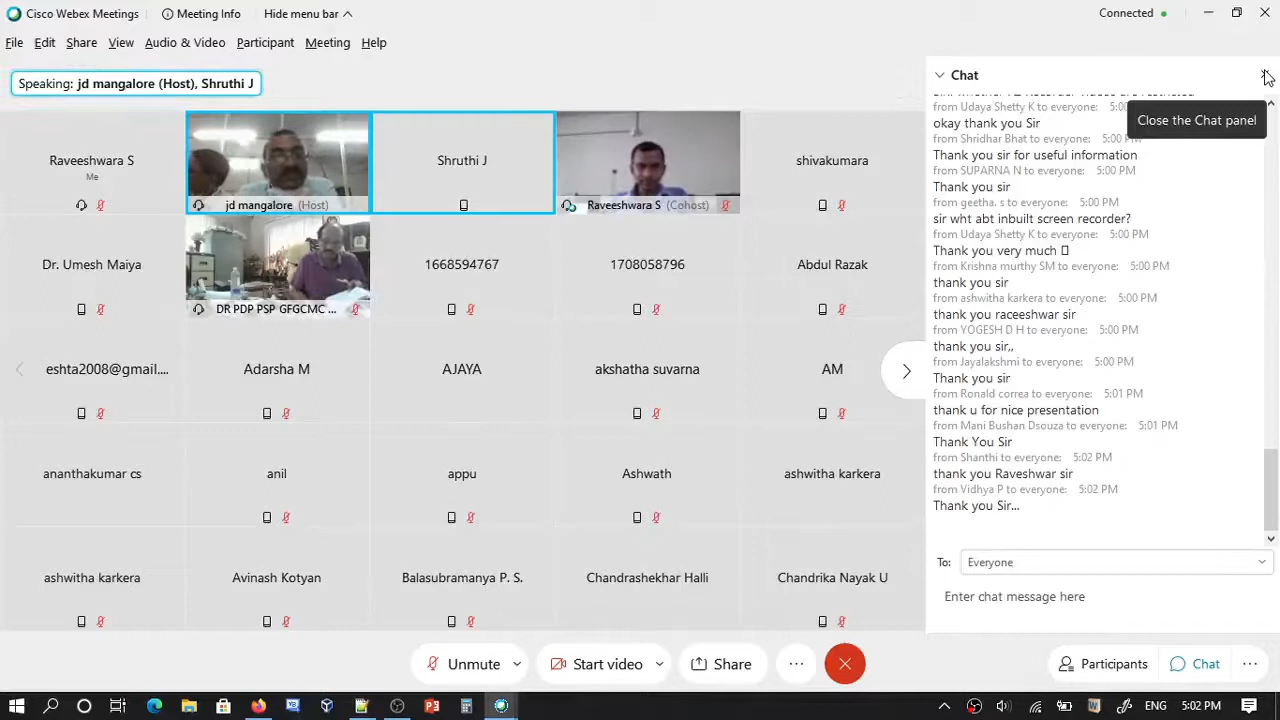 Cisco Webex Meetings
Meeting Info
Hide menu bar
Connected
File Edit Share View Audio & Video Participant Meeting Help
Speaking: jd mangalore (Host), Shruthi J
Raveeshwara S
Me
jd mangalore (Host)
Shruthi J
Raveeshwara S (Cohost)
shivakumara
Dr. Umesh Maiya
DR PDP PSP GFGCMC ...
1668594767
1708058796
Abdul Razak
eshta2008@gmail....
Adarsha M
AJAYA
akshatha suvarna
AM
ananthakumar cs
anil
appu
Ashwath
ashwitha karkera
ashwitha karkera
Avinash Kotyan
Balasubramanya P. S.
Chandrashekhar Halli
Chandrika Nayak U
Chat
Close the Chat panel
from Udaya Shetty K to everyone:
okay thank you Sir
from Shridhar Bhat to everyone: 5:00 PM
Thank you sir for useful information
from SUPARNA N to everyone: 5:00 PM
Thank you sir
from geetha. s to everyone: 5:00 PM
sir wht abt inbuilt screen recorder?
from Udaya Shetty K to everyone: 5:00 PM
Thank you very much
from Krishna murthy SM to everyone: 5:00 PM
thank you sir
from ashwitha karkera to everyone: 5:00 PM
thank you raceeshwar sir
from YOGESH D H to everyone: 5:00 PM
thank you sir,,
from Jayalakshmi to everyone: 5:00 PM
Thank you sir
from Ronald correa to everyone: 5:01 PM
thank u for nice presentation
from Mani Bushan Dsouza to everyone: 5:01 PM
Thank You Sir
from Shanthi to everyone: 5:02 PM
thank you Raveshwar sir
from Vidhya P to everyone: 5:02 PM
Thank you Sir...
To: Everyone
Enter chat message here
Unmute
Start video
Share
Participants
Chat
ENG 5:02 PM